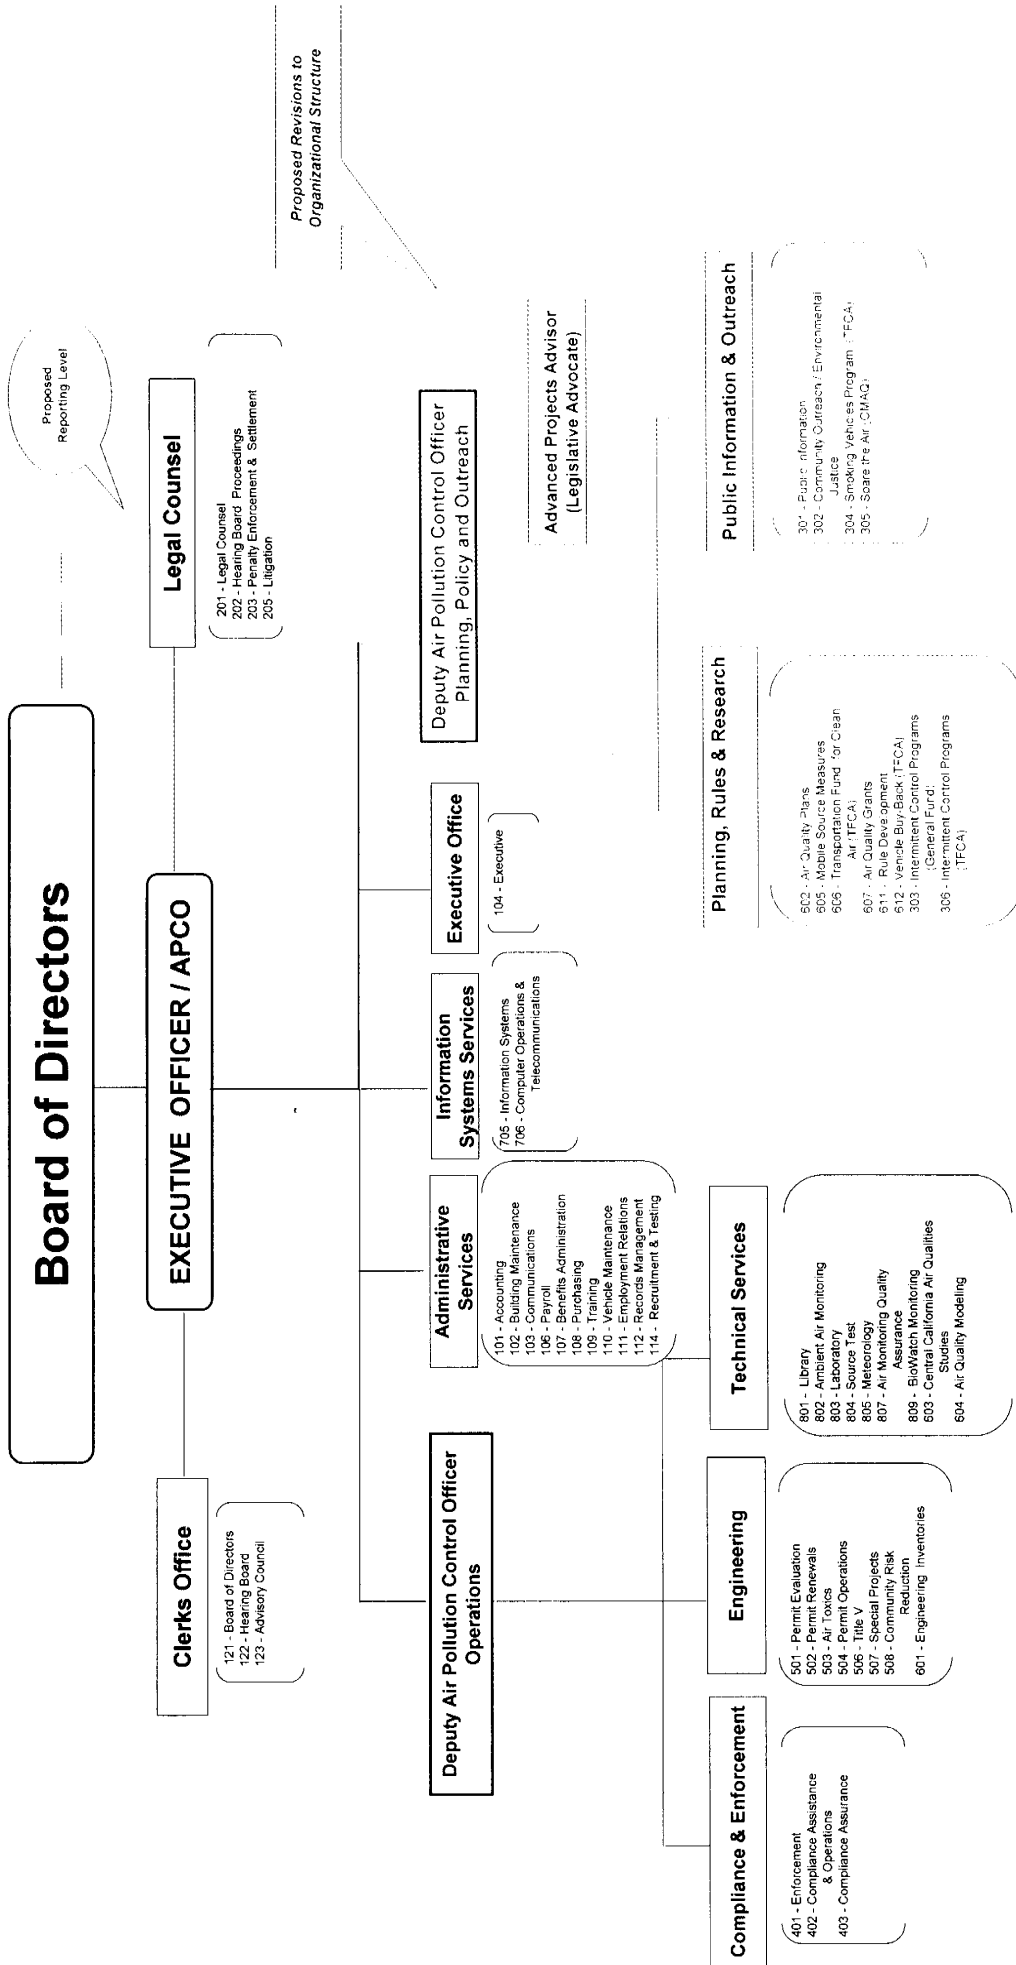 Board of Directors
Proposed
Reporting Level
Clerks Office
EXECUTIVE OFFICER / APCO
Legal Counsel
121 - Board of Directors
122 - Hearing Board
123 - Advisory Council
201 - Legal Counsel
202 - Hearing Board Proceedings
203 - Penalty Enforcement & Settlement
205 - Litigation
Proposed Revisions to
Organizational Structure
Deputy Air Pollution Control Officer
Operations
Administrative
Services
101 - Accounting
102 - Building Maintenance
103 - Communications
106 - Payroll
107 - Benefits Administration
108 - Purchasing
109 - Training
110 - Vehicle Maintenance
111 - Employment Relations
112 - Records Management
114 - Recruitment & Testing
Information
Systems Services
705 - Information Systems
706 - Computer Operations &
Telecommunications
Executive Office
104 - Executive
Deputy Air Pollution Control Officer
Planning, Policy and Outreach
Advanced Projects Advisor
(Legislative Advocate)
Compliance & Enforcement
401 - Enforcement
402 - Compliance Assistance
& Operations
403 - Compliance Assurance
Engineering
501 - Permit Evaluation
502 - Permit Renewals
503 - Air Toxics
504 - Permit Operations
506 - Title V
507 - Special Projects
508 - Community Risk
Reduction
601 - Engineering Inventories
Technical Services
801 - Library
802 - Ambient Air Monitoring
803 - Laboratory
804 - Source Test
805 - Meteorology
807 - Air Monitoring Quality
Assurance
809 - BioWatch Monitoring
603 - Central California Air Qualities
Studies
604 - Air Quality Modeling
Planning, Rules & Research
602 - Air Quality Plans
605 - Mobile Source Measures
606 - Transportation Fund for Clean
Air (TFCA)
607 - Air Quality Grants
611 - Rule Development
612 - Vehicle Buy-Back (TFCA)
303 - Intermittent Control Programs
(General Fund)
306 - Intermittent Control Programs
(TFCA)
Public Information & Outreach
301 - Public Information
302 - Community Outreach / Environmental
Justice
304 - Smoking Vehicles Program (TFCA)
305 - Spare the Air (CMAQ)